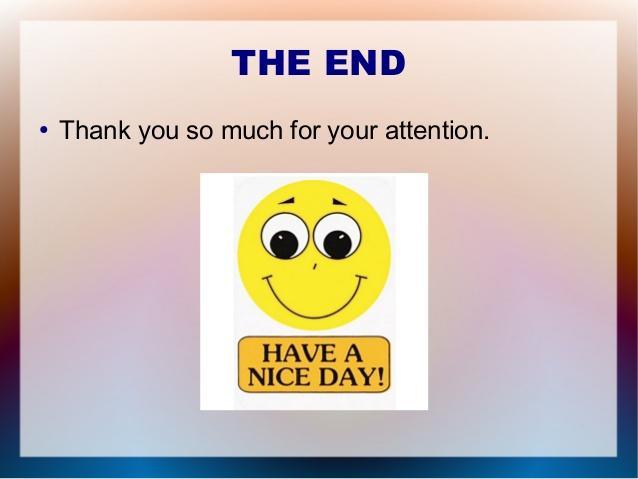 THE END
• Thank you so much for your attention.
HAVE A
NICE DAY!